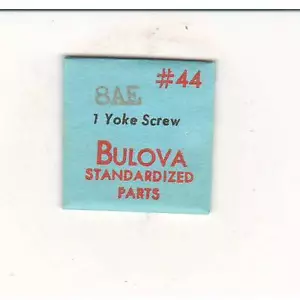 #44
8AE
1 Yoke Screw
BULOVA
STANDARDIZED
PARTS